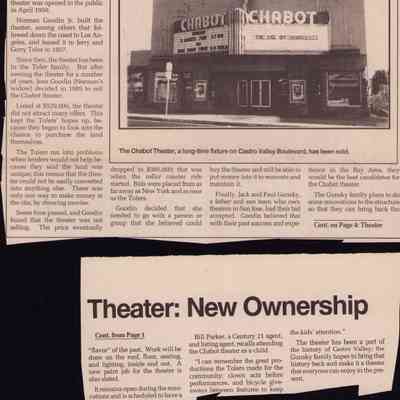 theater was opened to the public
in April 1950.
Norman Goodin Jr. built the
theater, among others that fol-
lowed down the coast to Los An-
geles, and leased it to Jerry and
Gerry Toler in 1957.
Since then, the theater has been
in the Toler family. But after
owning the theater for a number
of years, Jean Goodin (Norman's
widow) decided in 1985 to sell
the Chabot theater.
Listed at $529,000, the theater
did not attract many offers. This
kept the Tolers' hopes up, be-
cause they began to look into the
chance to purchase the land
themselves.
The Tolers ran into problems
when lenders would not help be-
cause they said the land was
unique; this means that the thea-
ter could not be easily converted
into anything else. There was
only one way to make money in
the site, by showing movies.
Some time passed, and Goodin
found that the theater was not
selling. The price eventually
CHABOT
CHABOT
The Chabot Theater, a long-time fixture on Castro Valley Boulevard, has been sold.
dropped to $380,000; that was
when the roller coaster ride
started. Bids were placed from as
far away as New York and as near
as the Tolers.
Goodin decided that she
needed to go with a person or
group that she believed could
buy the theater and still be able to
put money into it to renovate and
maintain it.
Finally, Jack and Paul Gunsky,
a father and son team who own
theaters in San Jose, had their bid
accepted. Goodin believed that
with their past success and expe-
rience in the Bay Area, they
would be the best candidates for
the Chabot theater.
The Gunsky family plans to do
some renovations to the structure
so that they can bring back the
Cont. on Page 4: Theater
Theater: New Ownership
Cont. from Page 1
"flavor" of the past. Work will be
done on the roof, floor, seating,
and lighting, inside and out. A
new paint job for the theater is
also slated.
It remains open during the reno-
vations and is scheduled to have a
Bill Parker, a Century 21 agent,
and listing agent, recalls attending
the Chabot theater as a child.
"I can remember the great pro-
ductions the Tolers made for the
community: clown acts before
performances, and bicycle give-
aways between features to keep
the kids' attention."
The theater has been a part of
the history of Castro Valley; the
Gunsky family hopes to bring that
history back and make it a theater
that everyone can enjoy in the pre-
sent.